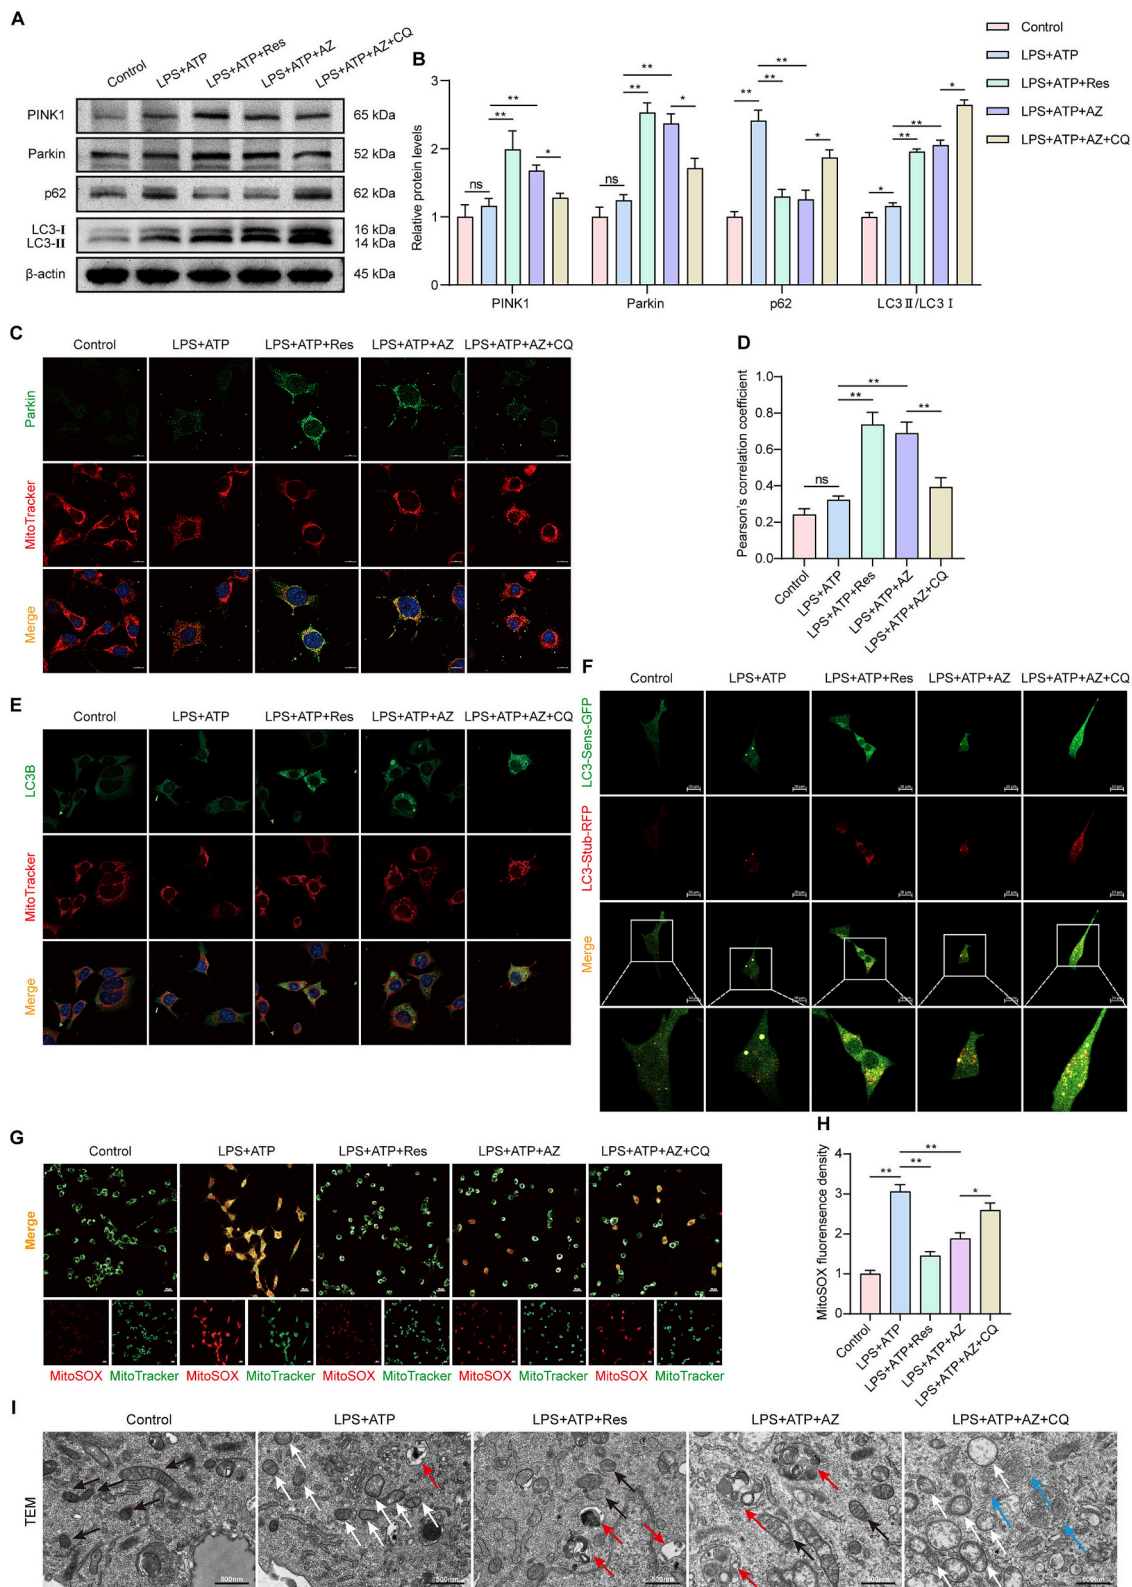 A
Control
LPS+ATP
LPS+ATP+Res
LPS+ATP+AZ
LPS+ATP+AZ+CQ
PINK1
65 kDa
Parkin
52 kDa
p62
62 kDa
LC3-I
16 kDa
LC3-II
14 kDa
β-actin
45 kDa
B
Relative protein levels
3
2
1
0
ns
**
**
*
ns
**
**
*
**
**
**
*
*
**
**
*
PINK1
Parkin
p62
LC3 II/LC3 I
Control
LPS+ATP
LPS+ATP+Res
LPS+ATP+AZ
LPS+ATP+AZ+CQ
C
Control
LPS+ATP
LPS+ATP+Res
LPS+ATP+AZ
LPS+ATP+AZ+CQ
Parkin
MitoTracker
Merge
D
Pearson's correlation coefficient
1.0
0.8
0.6
0.4
0.2
0.0
ns
**
**
**
Control
LPS+ATP
LPS+ATP+Res
LPS+ATP+AZ
LPS+ATP+AZ+CQ
E
Control
LPS+ATP
LPS+ATP+Res
LPS+ATP+AZ
LPS+ATP+AZ+CQ
LC3B
MitoTracker
Merge
F
Control
LPS+ATP
LPS+ATP+Res
LPS+ATP+AZ
LPS+ATP+AZ+CQ
LC3-Sens-GFP
LC3-Stub-RFP
Merge
G
Control
LPS+ATP
LPS+ATP+Res
LPS+ATP+AZ
LPS+ATP+AZ+CQ
Merge
MitoSOX
MitoTracker
MitoSOX
MitoTracker
MitoSOX
MitoTracker
MitoSOX
MitoTracker
MitoSOX
MitoTracker
H
MitoSOX fluorensence density
4
3
2
1
0
**
**
**
*
Control
LPS+ATP
LPS+ATP+Res
LPS+ATP+AZ
LPS+ATP+AZ+CQ
I
Control
LPS+ATP
LPS+ATP+Res
LPS+ATP+AZ
LPS+ATP+AZ+CQ
TEM
500nm
500nm
500nm
500nm
500nm